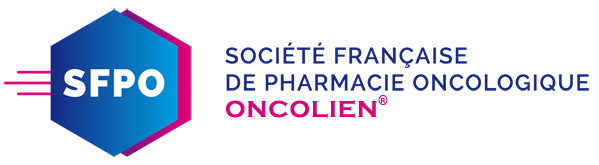 SFPO
SOCIÉTÉ FRANÇAISE
DE PHARMACIE ONCOLOGIQUE
ONCOLIEN®